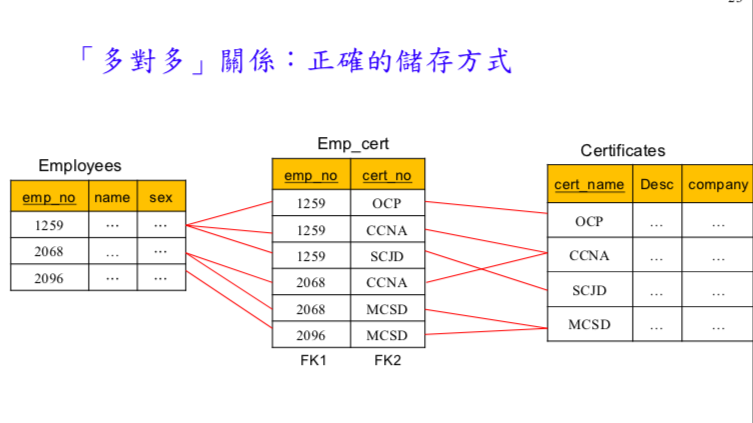 「多對多」關係：正確的儲存方式
Employees
emp_no name sex
1259 … …
2068 … …
2096 … …
Emp_cert
emp_no cert_no
1259 OCP
1259 CCNA
1259 SCJD
2068 CCNA
2068 MCSD
2096 MCSD
FK1 FK2
Certificates
cert_name Desc company
OCP … …
CCNA … …
SCJD … …
MCSD … …